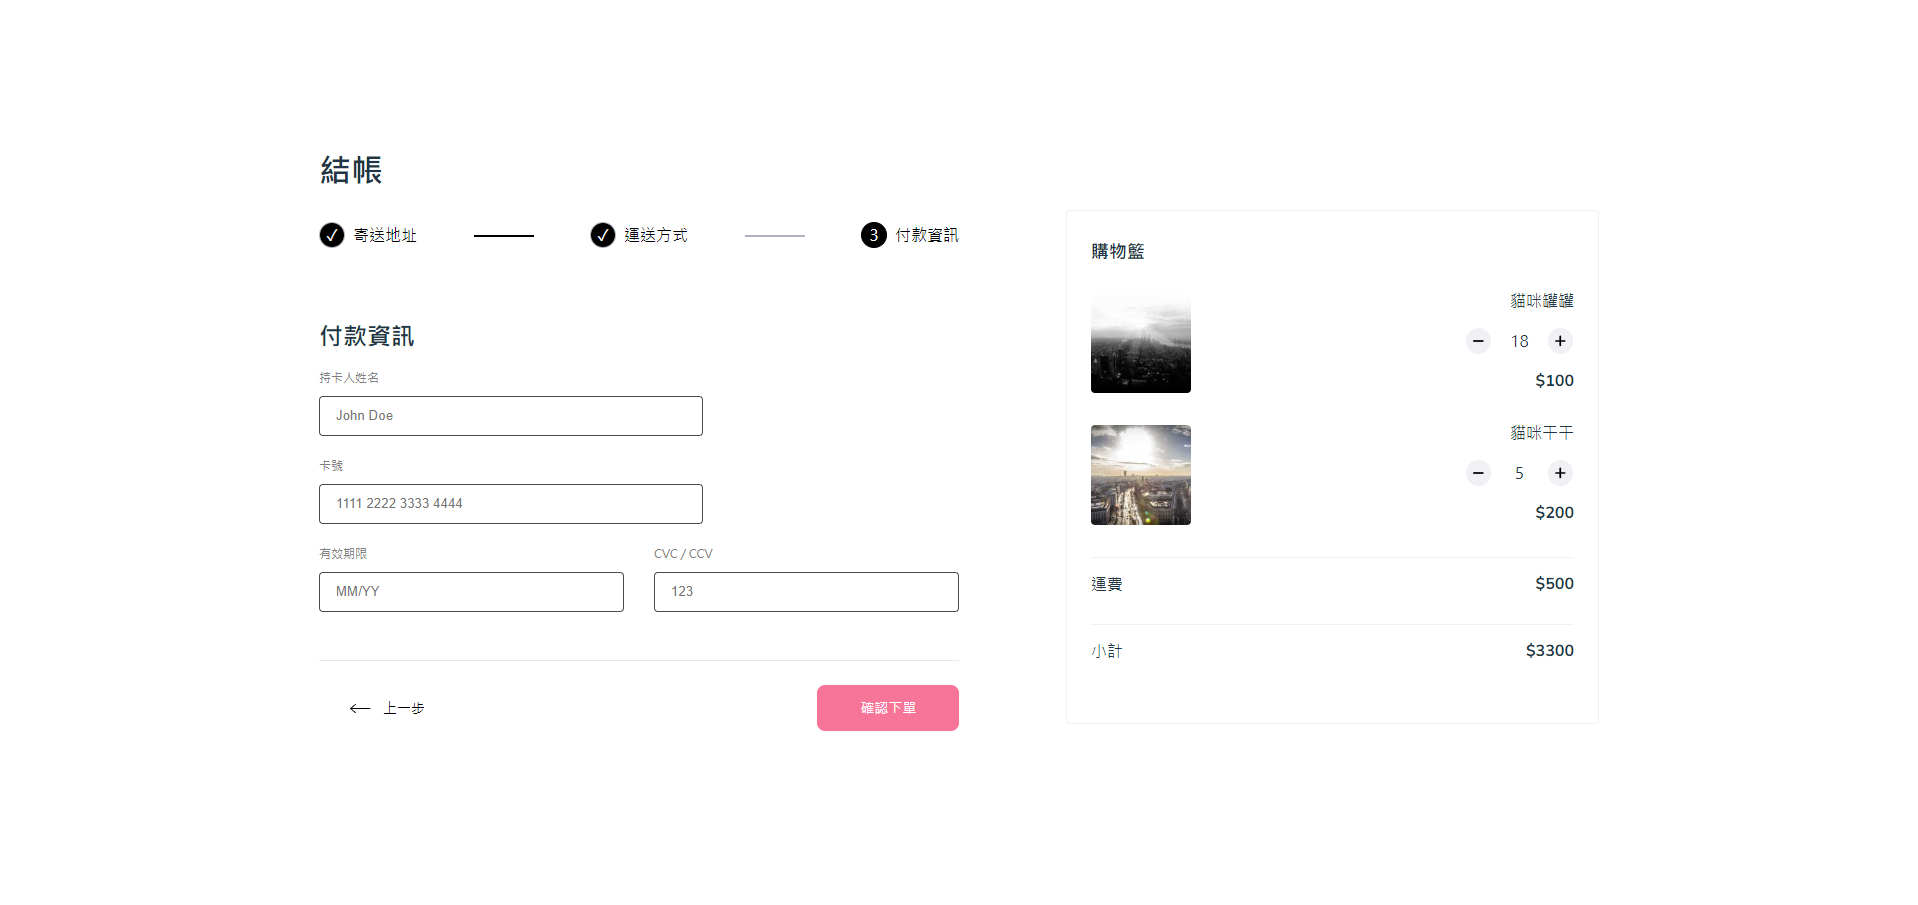 結帳
寄送地址
運送方式
3 付款資訊
付款資訊
持卡人姓名
John Doe
卡號
1111 2222 3333 4444
有效期限
MM/YY
CVC / CCV
123
上一步
確認下單
購物籃
貓咪罐罐
18
$100
貓咪干干
5
$200
運費 $500
小計 $3300